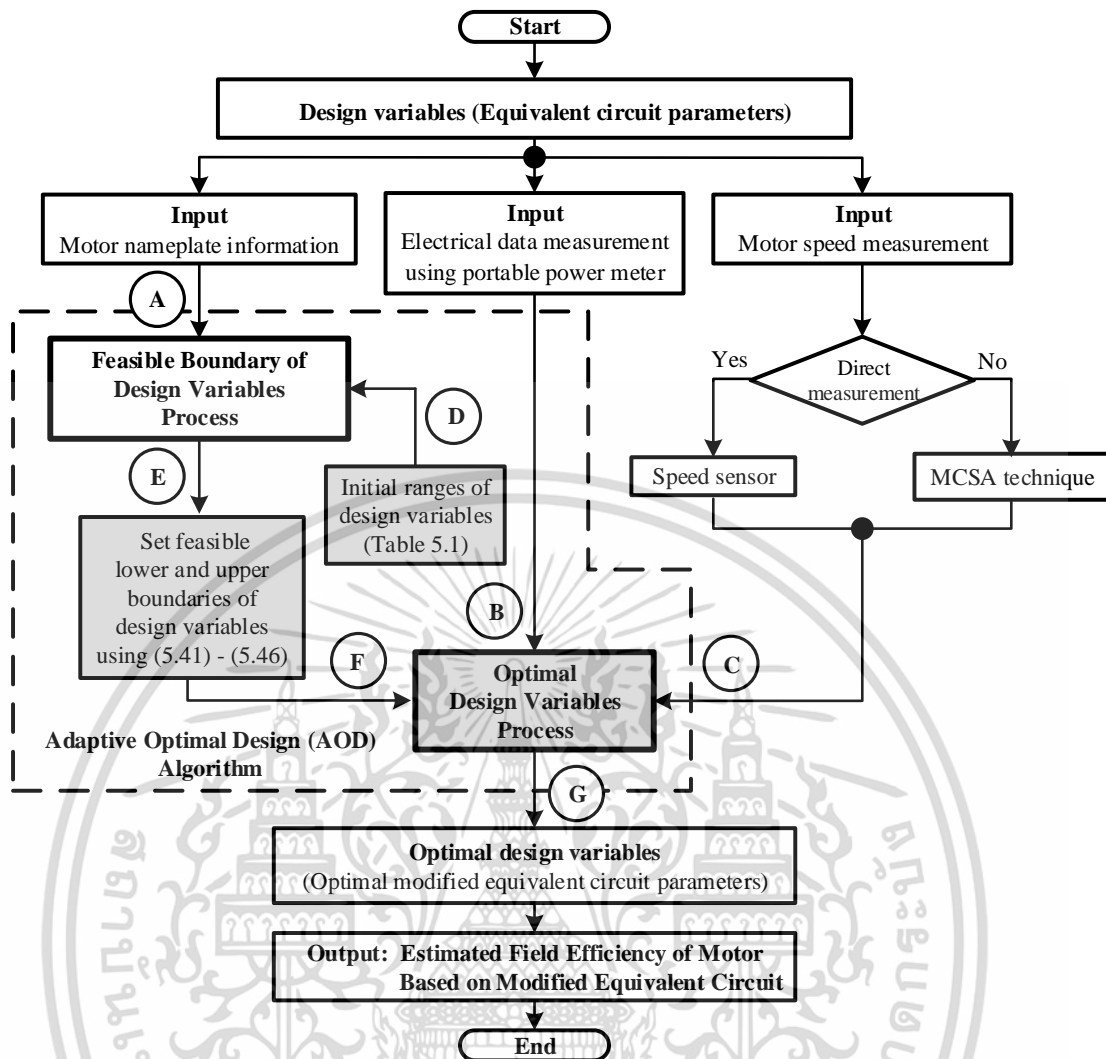 Start
Design variables (Equivalent circuit parameters)
Input
Motor nameplate information
Input
Electrical data measurement
using portable power meter
Input
Motor speed measurement
A
Feasible Boundary of
Design Variables
Process
D
E
Initial ranges of
design variables
(Table 5.1)
Set feasible
lower and upper
boundaries of
design variables
using (5.41) - (5.46)
Yes
Direct
measurement
No
Speed sensor
MCSA technique
B
F
C
Optimal
Design Variables
Process
Adaptive Optimal Design (AOD)
Algorithm
G
Optimal design variables
(Optimal modified equivalent circuit parameters)
Output: Estimated Field Efficiency of Motor
Based on Modified Equivalent Circuit
End